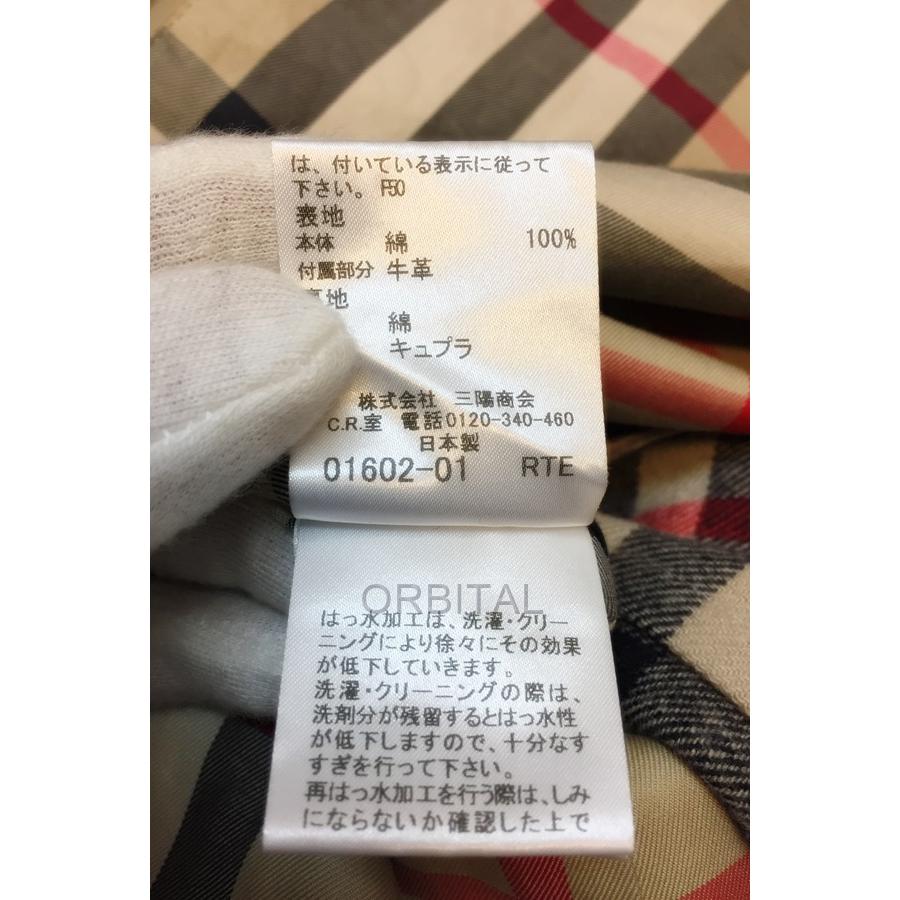 は、付いている表示に従って
下さい。 F50
表地
本体 綿 100%
付属部分 牛革
裏地
綿
キュプラ
株式会社 三陽商会
C.R.室 電話0120-340-460
日本製
01602-01 RTE
ORBITAL
はっ水加工は、洗濯・クリー
ニングにより徐々にその効果
が低下していきます。
洗濯・クリーニングの際は、
洗剤分が残留するとはっ水性
が低下しますので、十分なす
すぎを行って下さい。
再はっ水加工を行う際は、しみ
にならないか確認した上で